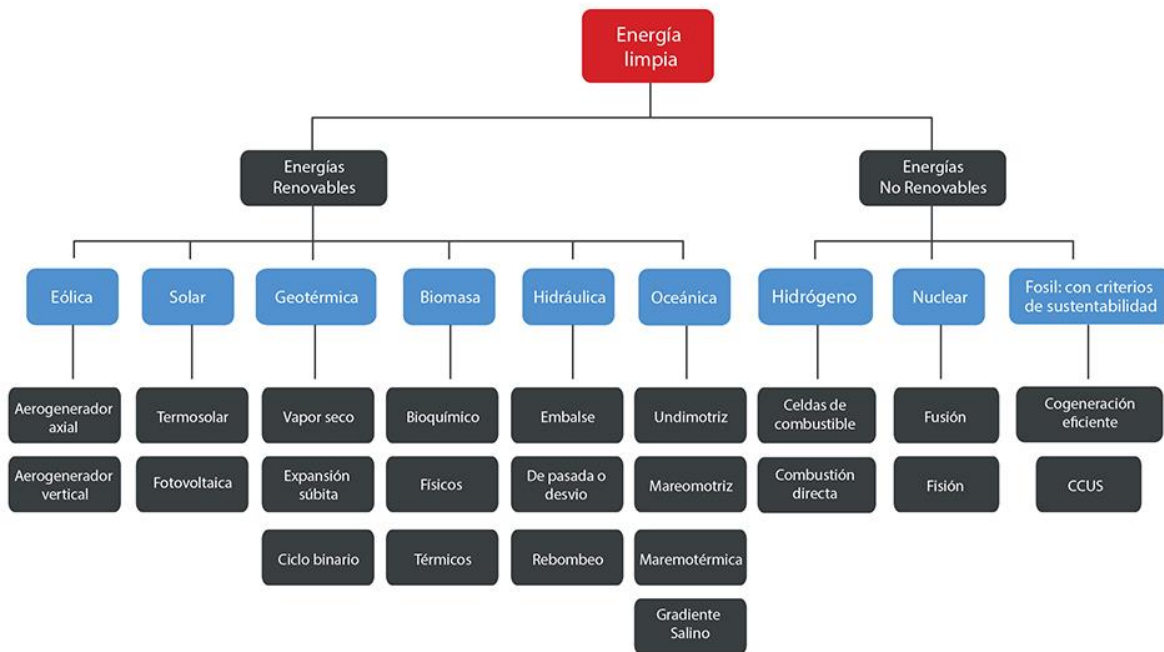 Energía
limpia
Energías
Renovables
Energías
No Renovables
Eólica
Solar
Geotérmica
Biomasa
Hidráulica
Oceánica
Hidrógeno
Nuclear
Fosil: con criterios
de sustentabilidad
Aerogenerador
axial
Termosolar
Vapor seco
Bioquímico
Embalse
Undimotriz
Celdas de
combustible
Fusión
Cogeneración
eficiente
Aerogenerador
vertical
Fotovoltaica
Expansión
súbita
Físicos
De pasada o
desvio
Mareomotriz
Combustión
directa
Fisión
CCUS
Ciclo binario
Térmicos
Rebombeo
Maremotérmica
Gradiente
Salino